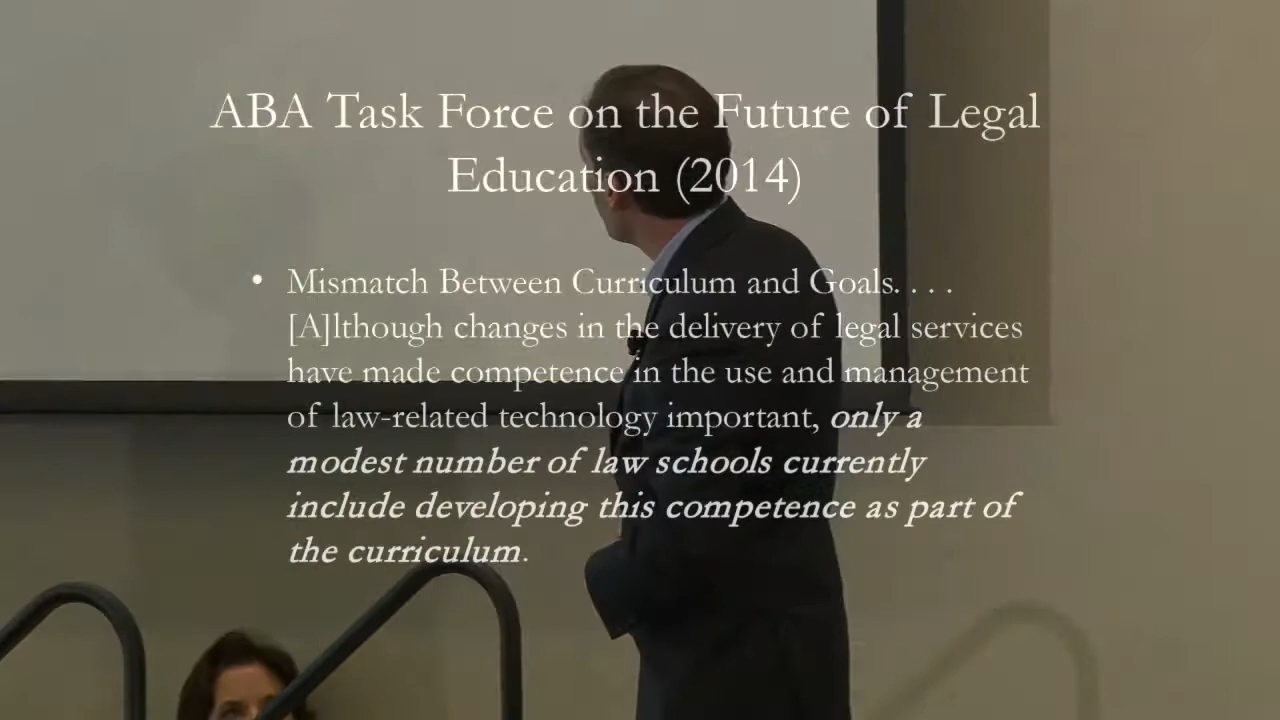 ABA Task Force on the Future of Legal
Education (2014)
• Mismatch Between Curriculum and Goals. . . .
[A]lthough changes in the delivery of legal services
have made competence in the use and management
of law-related technology important, only a
modest number of law schools currently
include developing this competence as part of
the curriculum.